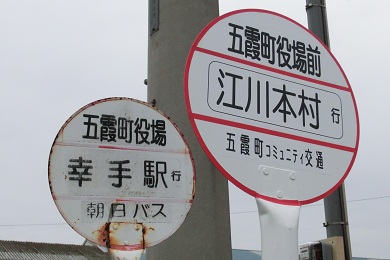 五霞町役場
幸手駅行
朝日バス
五霞町役場前
江川本村行
五霞町コミュニティ交通